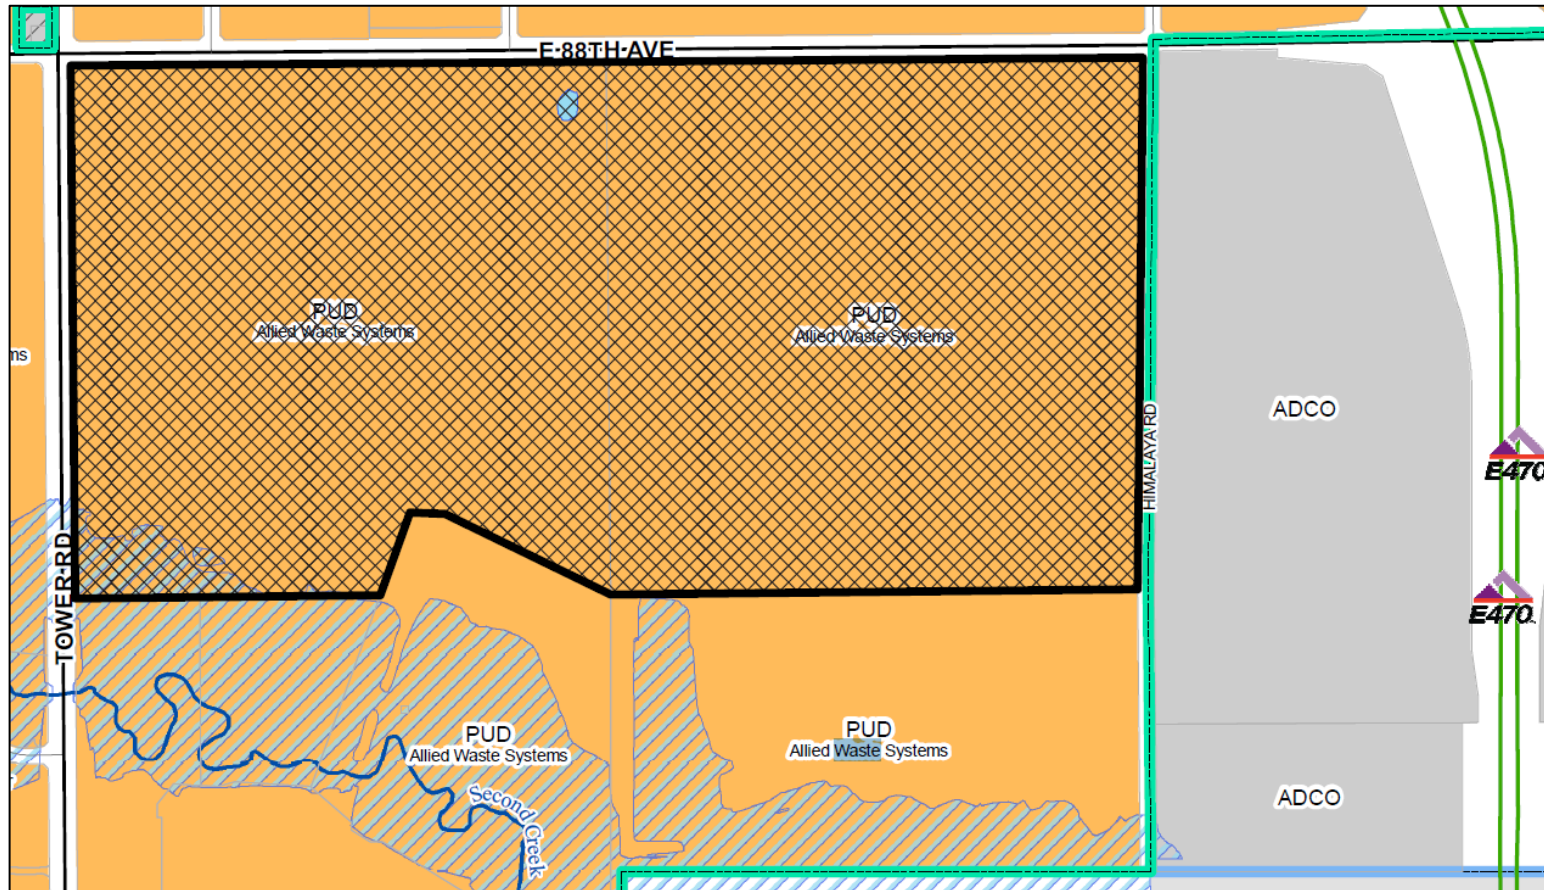 E 88TH AVE
PUD
Allied Waste Systems
PUD
Allied Waste Systems
ms
ADCO
HIMALAYA RD
E470
TOWER RD
E470
PUD
Allied Waste Systems
PUD
Allied Waste Systems
Second Creek
ADCO